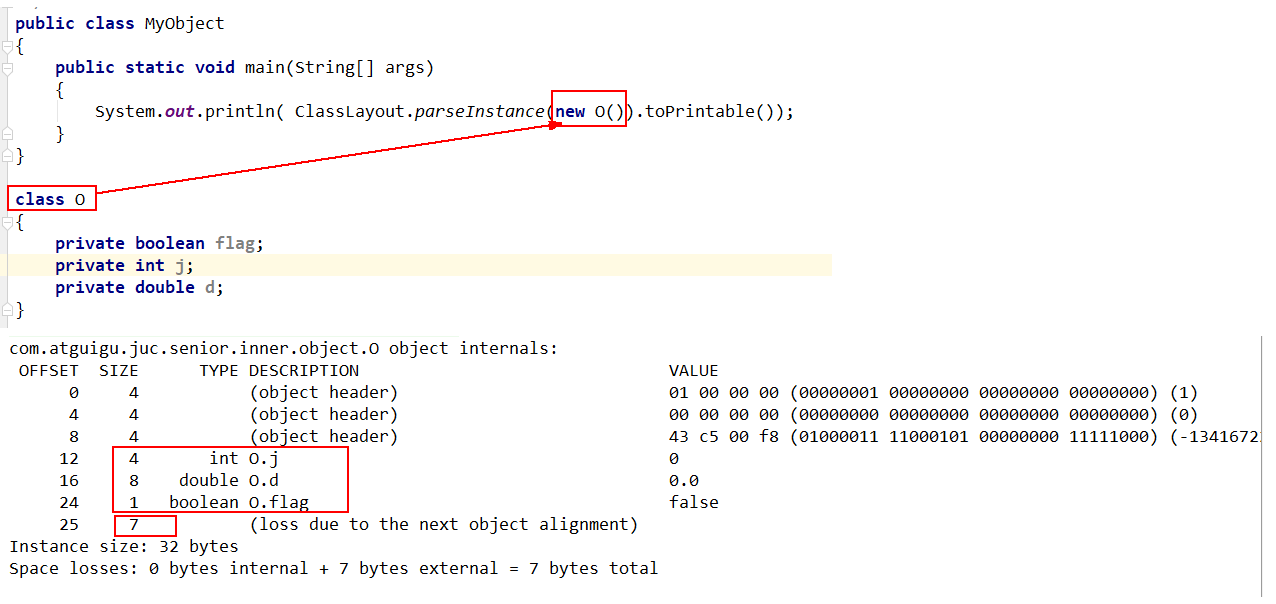 public class MyObject
{
    public static void main(String[] args)
    {
        System.out.println( ClassLayout.parseInstance(new O()).toPrintable());
    }
}
class O
{
    private boolean flag;
    private int j;
    private double d;
}
com.atguigu.juc.senior.inner.object.O object internals:
 OFFSET  SIZE      TYPE DESCRIPTION                               VALUE
      0     4           (object header)                           01 00 00 00 (00000001 00000000 00000000 00000000) (1)
      4     4           (object header)                           00 00 00 00 (00000000 00000000 00000000 00000000) (0)
      8     4           (object header)                           43 c5 00 f8 (01000011 11000101 00000000 11111000) (-1341672
     12     4       int O.j                                       0
     16     8    double O.d                                       0.0
     24     1   boolean O.flag                                    false
     25     7           (loss due to the next object alignment)
Instance size: 32 bytes
Space losses: 0 bytes internal + 7 bytes external = 7 bytes total